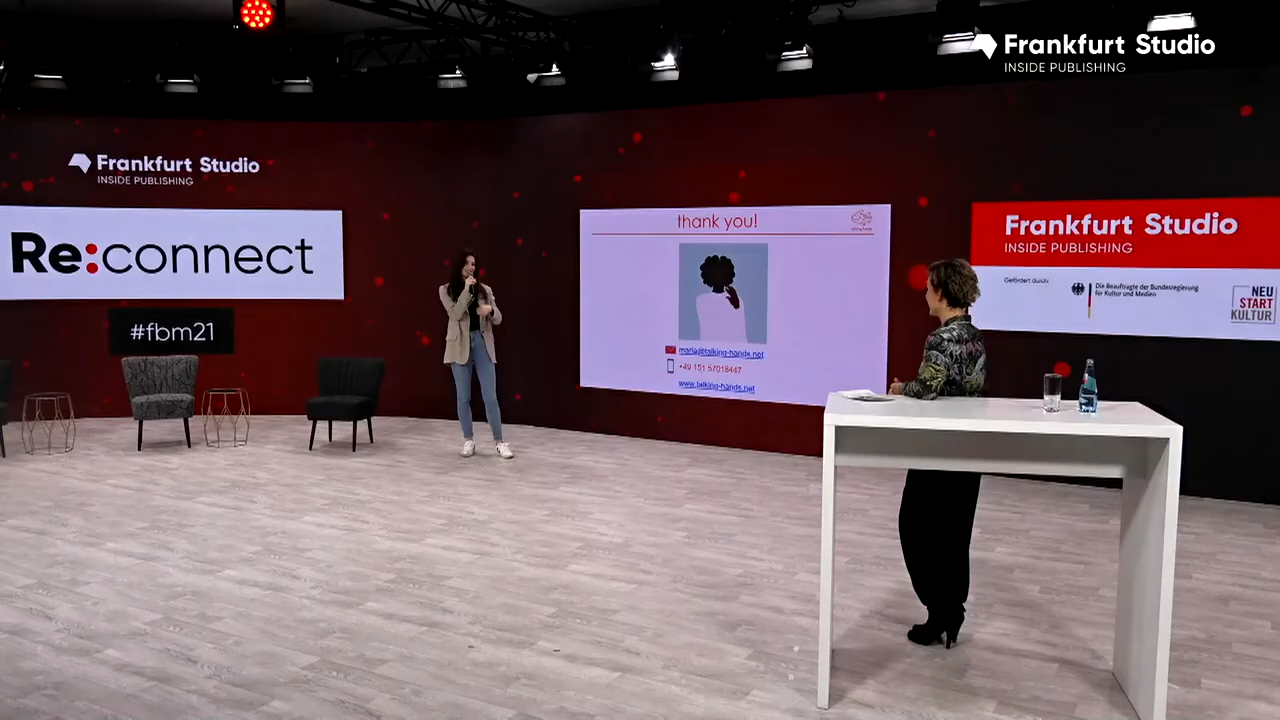 Frankfurt Studio
INSIDE PUBLISHING
Frankfurt Studio
INSIDE PUBLISHING
Re:connect
#fbm21
thank you!
maria@talking-hands.net
+49 151 57018447
www.talking-hands.net
Frankfurt Studio
INSIDE PUBLISHING
Gefördert durch:
Die Beauftragte der Bundesregierung
für Kultur und Medien
NEU
START
KULTUR